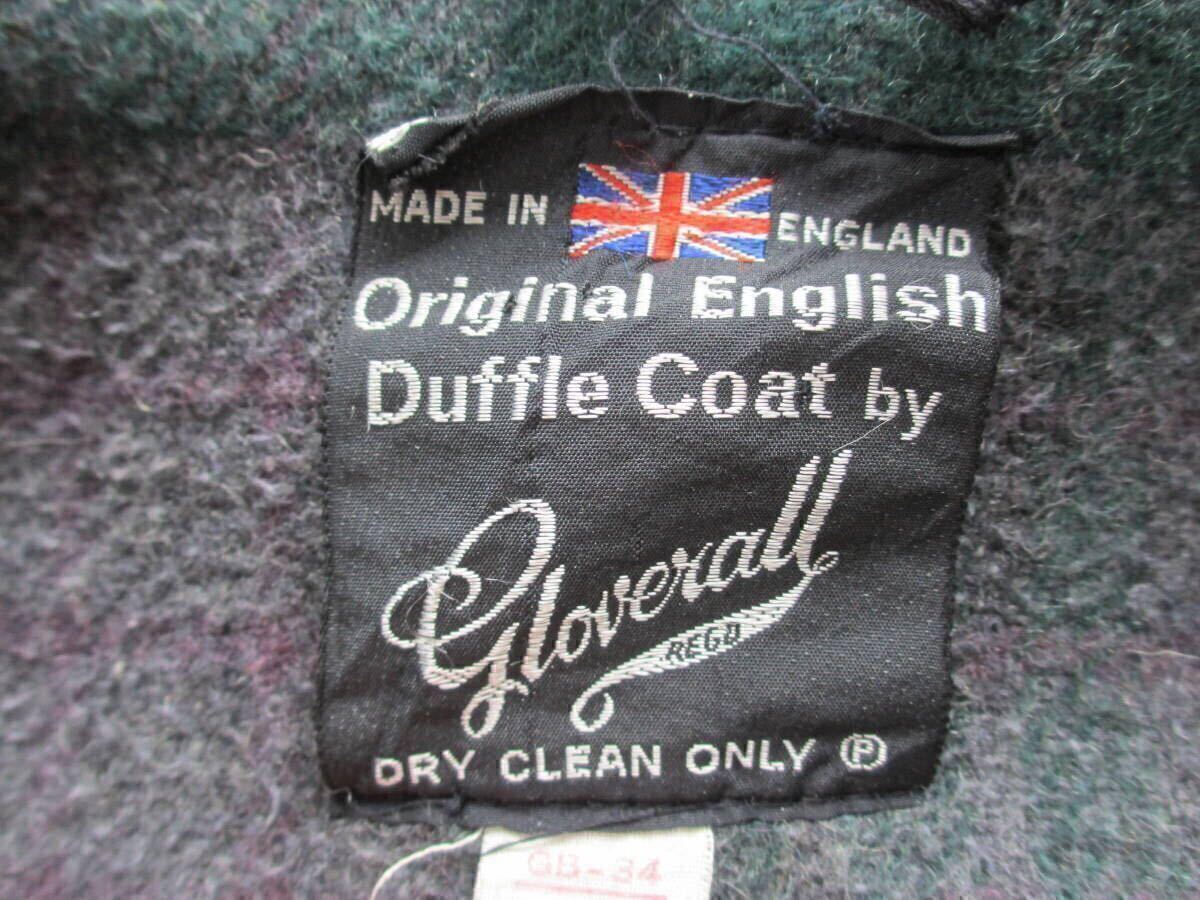 MADE IN ENGLAND
Original English
Duffle Coat by
Gloverall
REGD
DRY CLEAN ONLY Ⓟ
GB-34